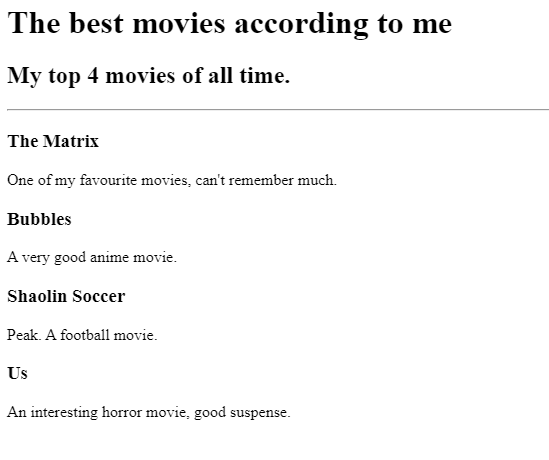 The best movies according to me
My top 4 movies of all time.
The Matrix
One of my favourite movies, can't remember much.
Bubbles
A very good anime movie.
Shaolin Soccer
Peak. A football movie.
Us
An interesting horror movie, good suspense.